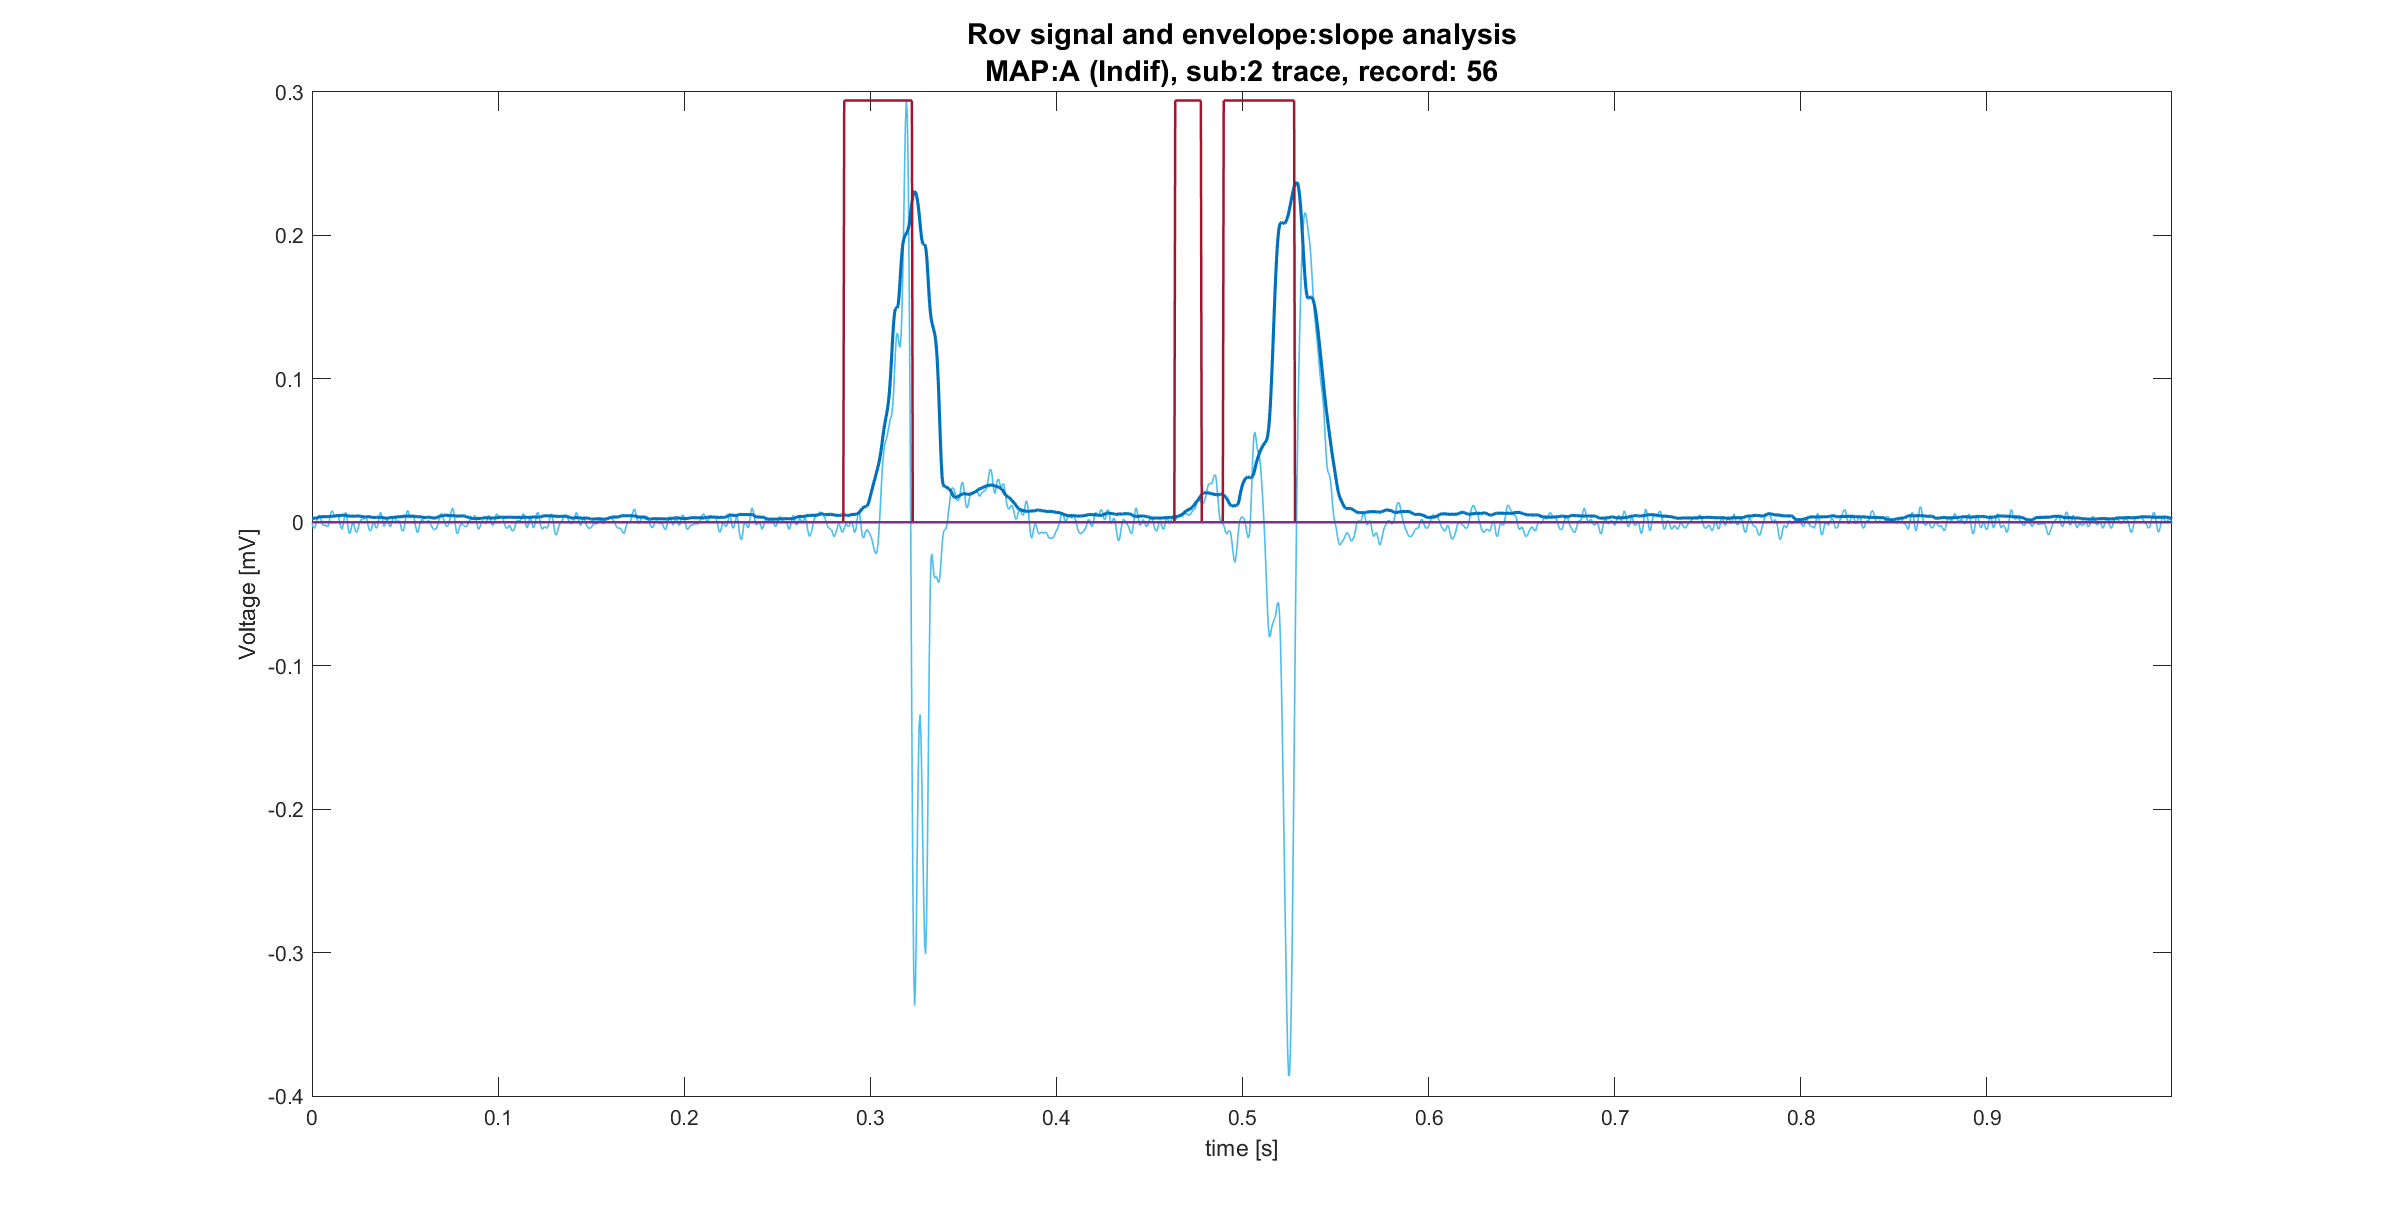 Rov signal and envelope:slope analysis
MAP:A (Indif), sub:2 trace, record: 56
0.3
0.2
0.1
0
-0.1
-0.2
-0.3
-0.4
Voltage [mV]
0 0.1 0.2 0.3 0.4 0.5 0.6 0.7 0.8 0.9
time [s]